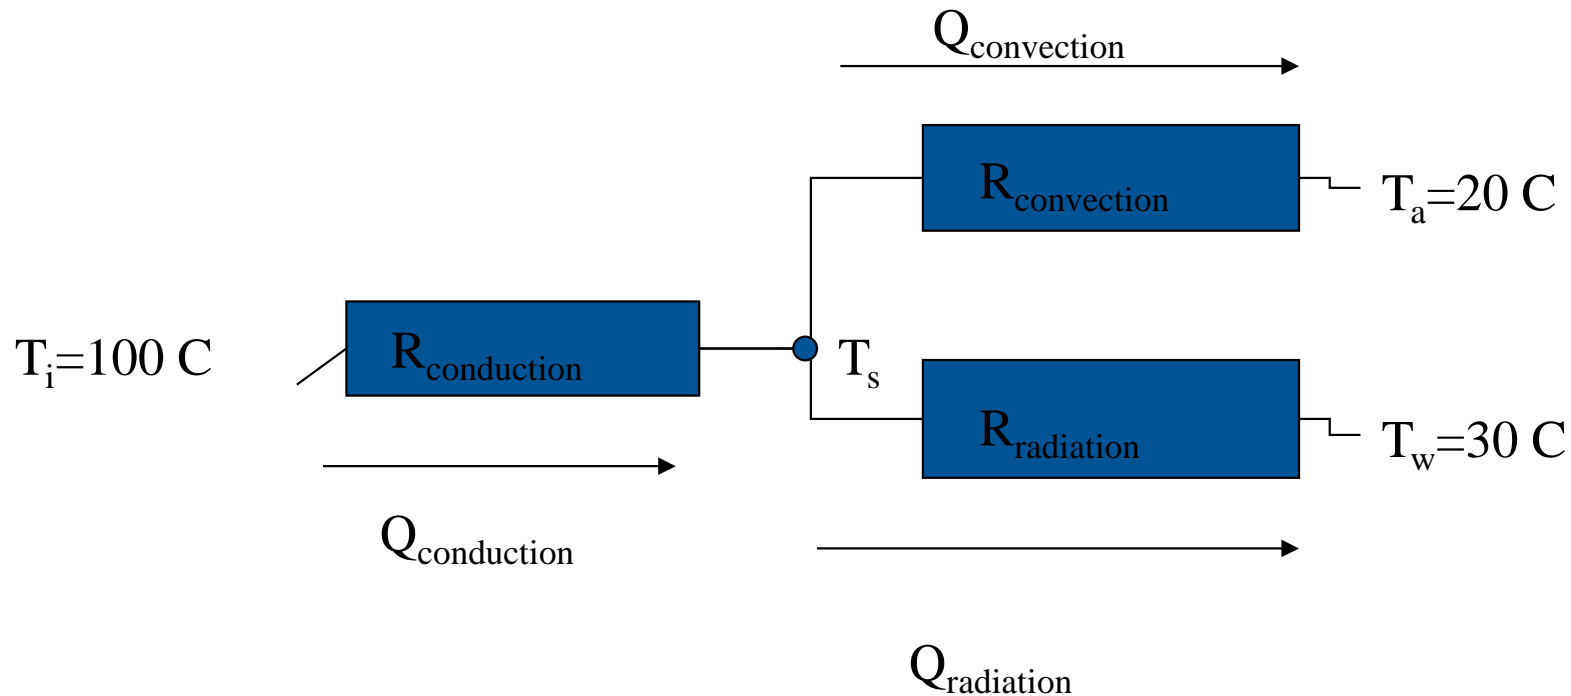 Qconvection
Rconvection
Ta=20 C
Ti=100 C
Rconduction
Ts
Rradiation
Tw=30 C
Qconduction
Qradiation